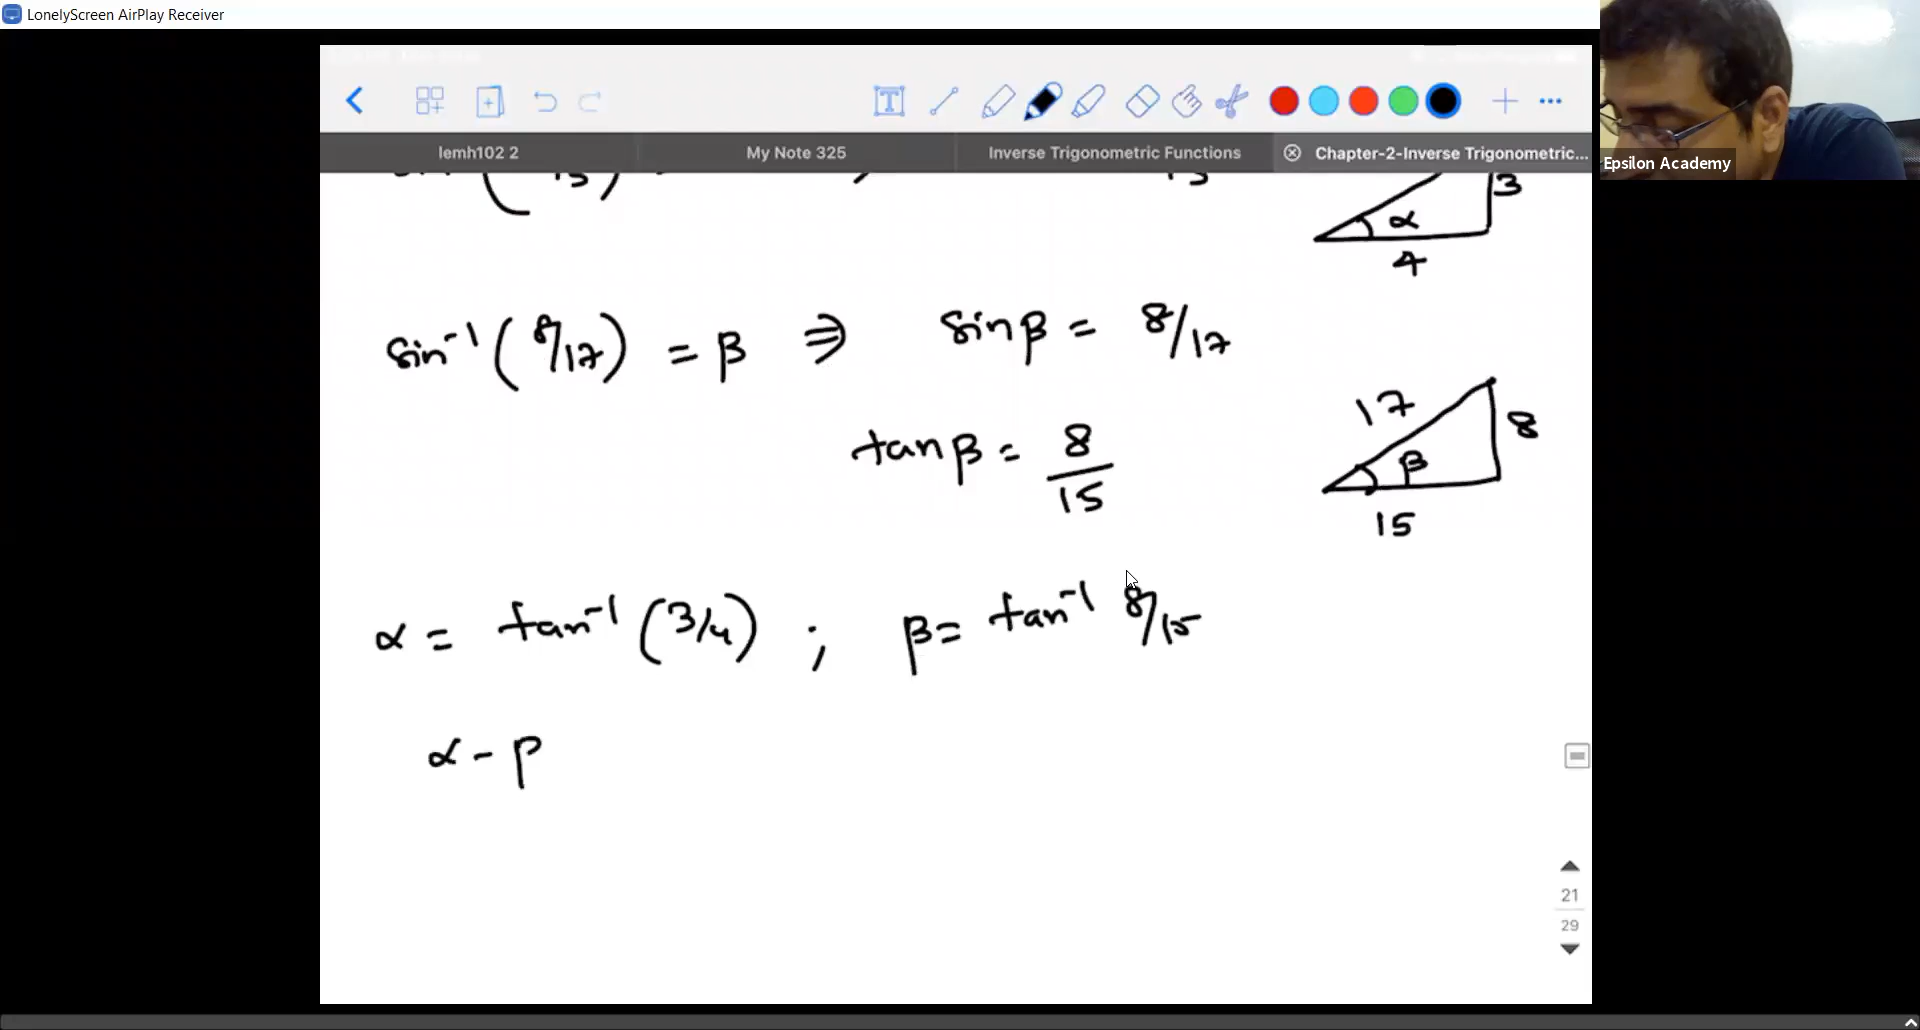 LonelyScreen AirPlay Receiver
lemh102 2
My Note 325
Inverse Trigonometric Functions
Chapter-2-Inverse Trigonometric...
Epsilon Academy
3
α
4
sin⁻¹ (8/17) = β ⇒ sin β = 8/17
17
8
β
15
tan β = 8/15
α = tan⁻¹ (3/4) ; β = tan⁻¹ 8/15
α - β
21
29